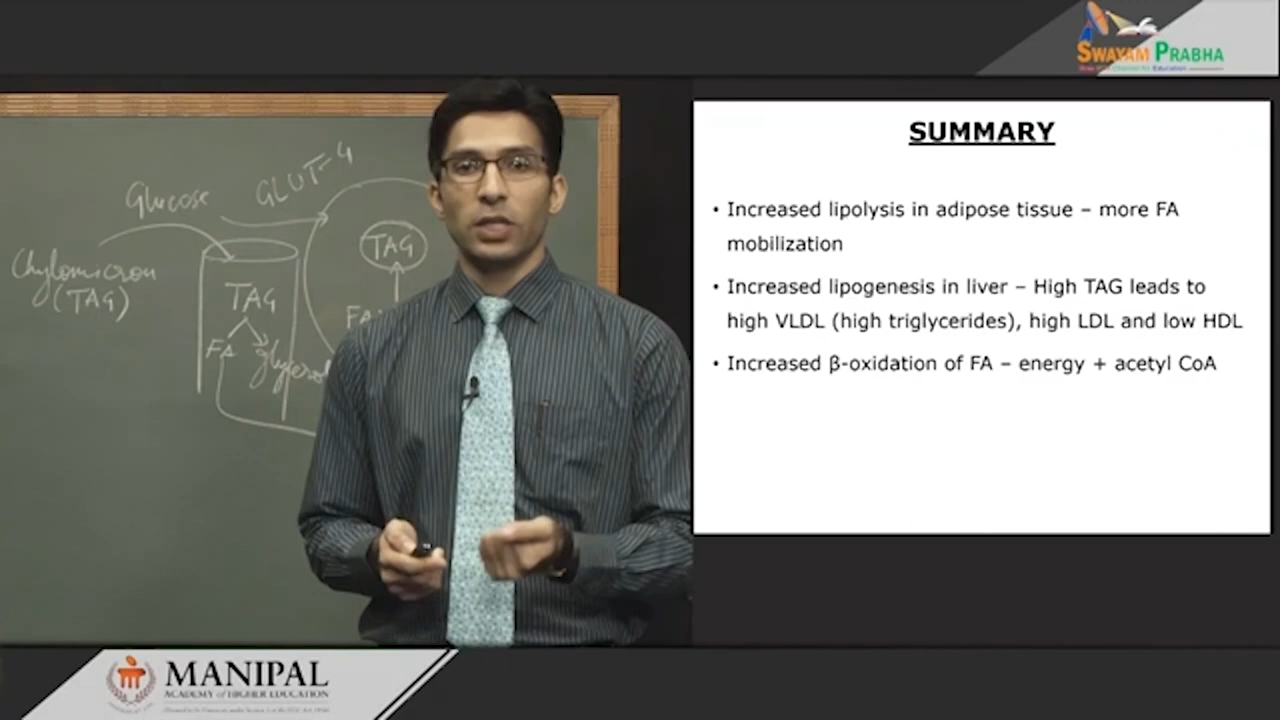 SWAYAM PRABHA
SUMMARY
• Increased lipolysis in adipose tissue – more FA
mobilization
• Increased lipogenesis in liver – High TAG leads to
high VLDL (high triglycerides), high LDL and low HDL
• Increased β-oxidation of FA – energy + acetyl CoA
Glucose
GLUT-4
Chylomicron
(TAG)
TAG
FA
glycerol
TAG
FA
MANIPAL
ACADEMY of HIGHER EDUCATION